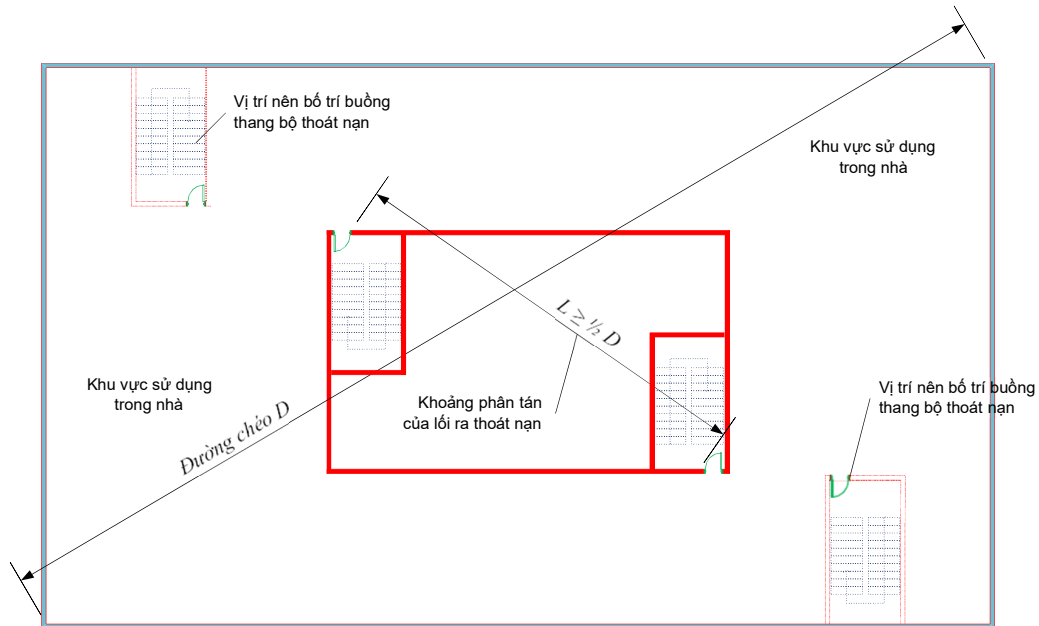 Vị trí nên bố trí buồng
thang bộ thoát nạn
Khu vực sử dụng
trong nhà
L ≥ ½ D
Khu vực sử dụng
trong nhà
Khoảng phân tán
của lối ra thoát nạn
Vị trí nên bố trí buồng
thang bộ thoát nạn
Đường chéo D